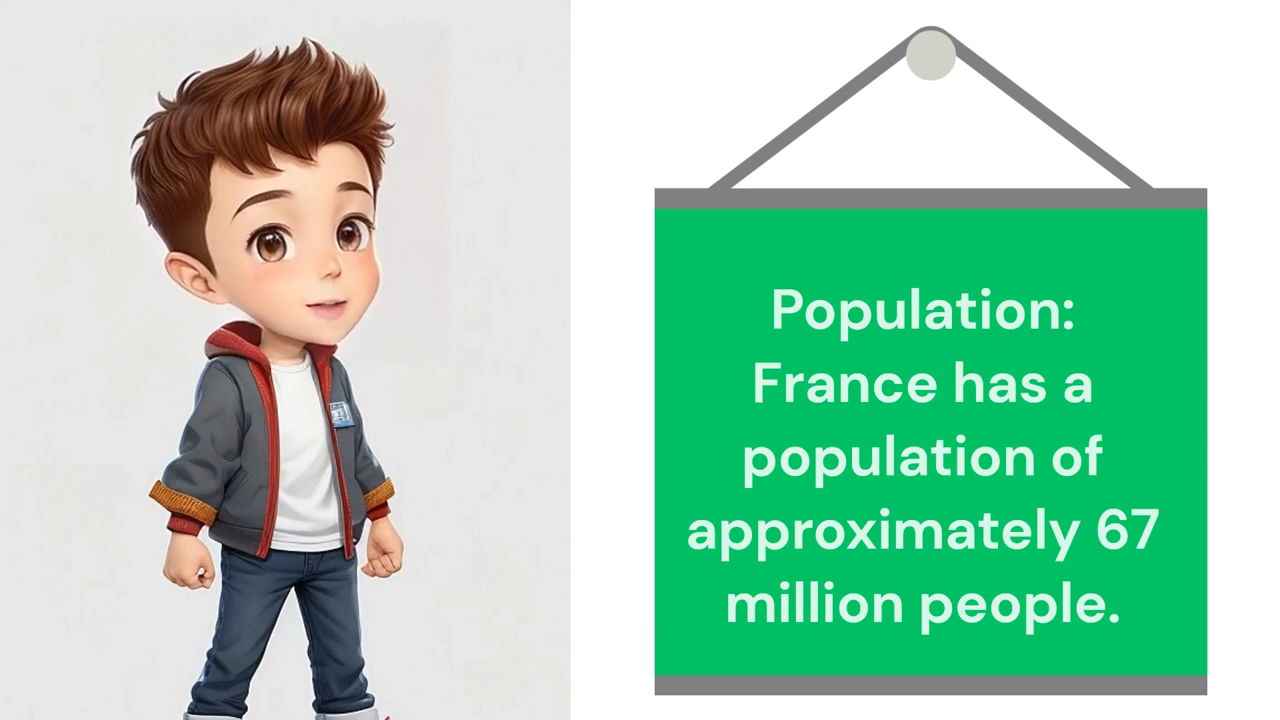 Population:
France has a
population of
approximately 67
million people.